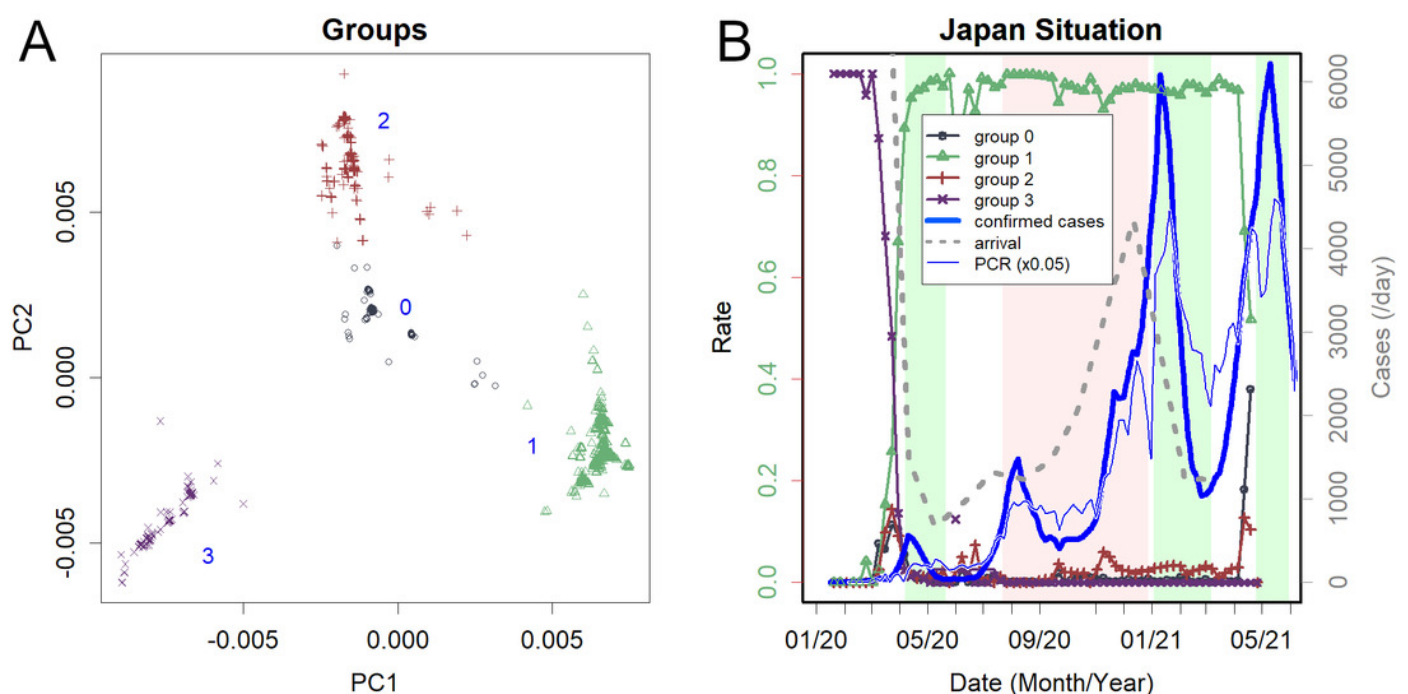 A
Groups
2
0
1
3
PC2
0.005
0.000
-0.005
-0.005
0.000
0.005
PC1
B
Japan Situation
group 0
group 1
group 2
group 3
confirmed cases
arrival
PCR (x0.05)
Rate
1.0
0.8
0.6
0.4
0.2
0.0
Cases (/day)
6000
5000
4000
3000
2000
1000
0
01/20
05/20
09/20
01/21
05/21
Date (Month/Year)